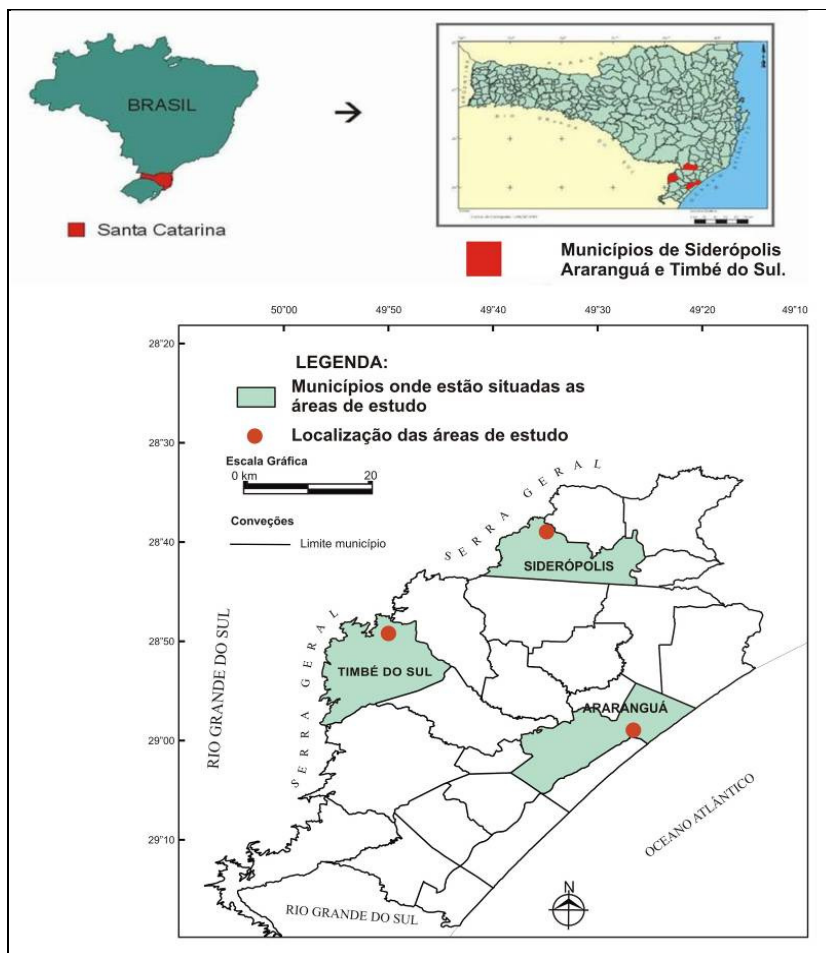 BRASIL
Santa Catarina
Municípios de Siderópolis
Araranguá e Timbé do Sul.
50°00
49°50
49°40
49°30
49°20
49°10
28°20
28°30
28°40
28°50
29°00
29°10
LEGENDA:
Municípios onde estão situadas as
áreas de estudo
Localização das áreas de estudo
Escala Gráfica
0 km
20
Conveções
Limite município
SERRA GERAL
SIDERÓPOLIS
SERRA GERAL
TIMBÉ DO SUL
ARARANGUÁ
RIO GRANDE DO SUL
OCEANO ATLÂNTICO
RIO GRANDE DO SUL
N